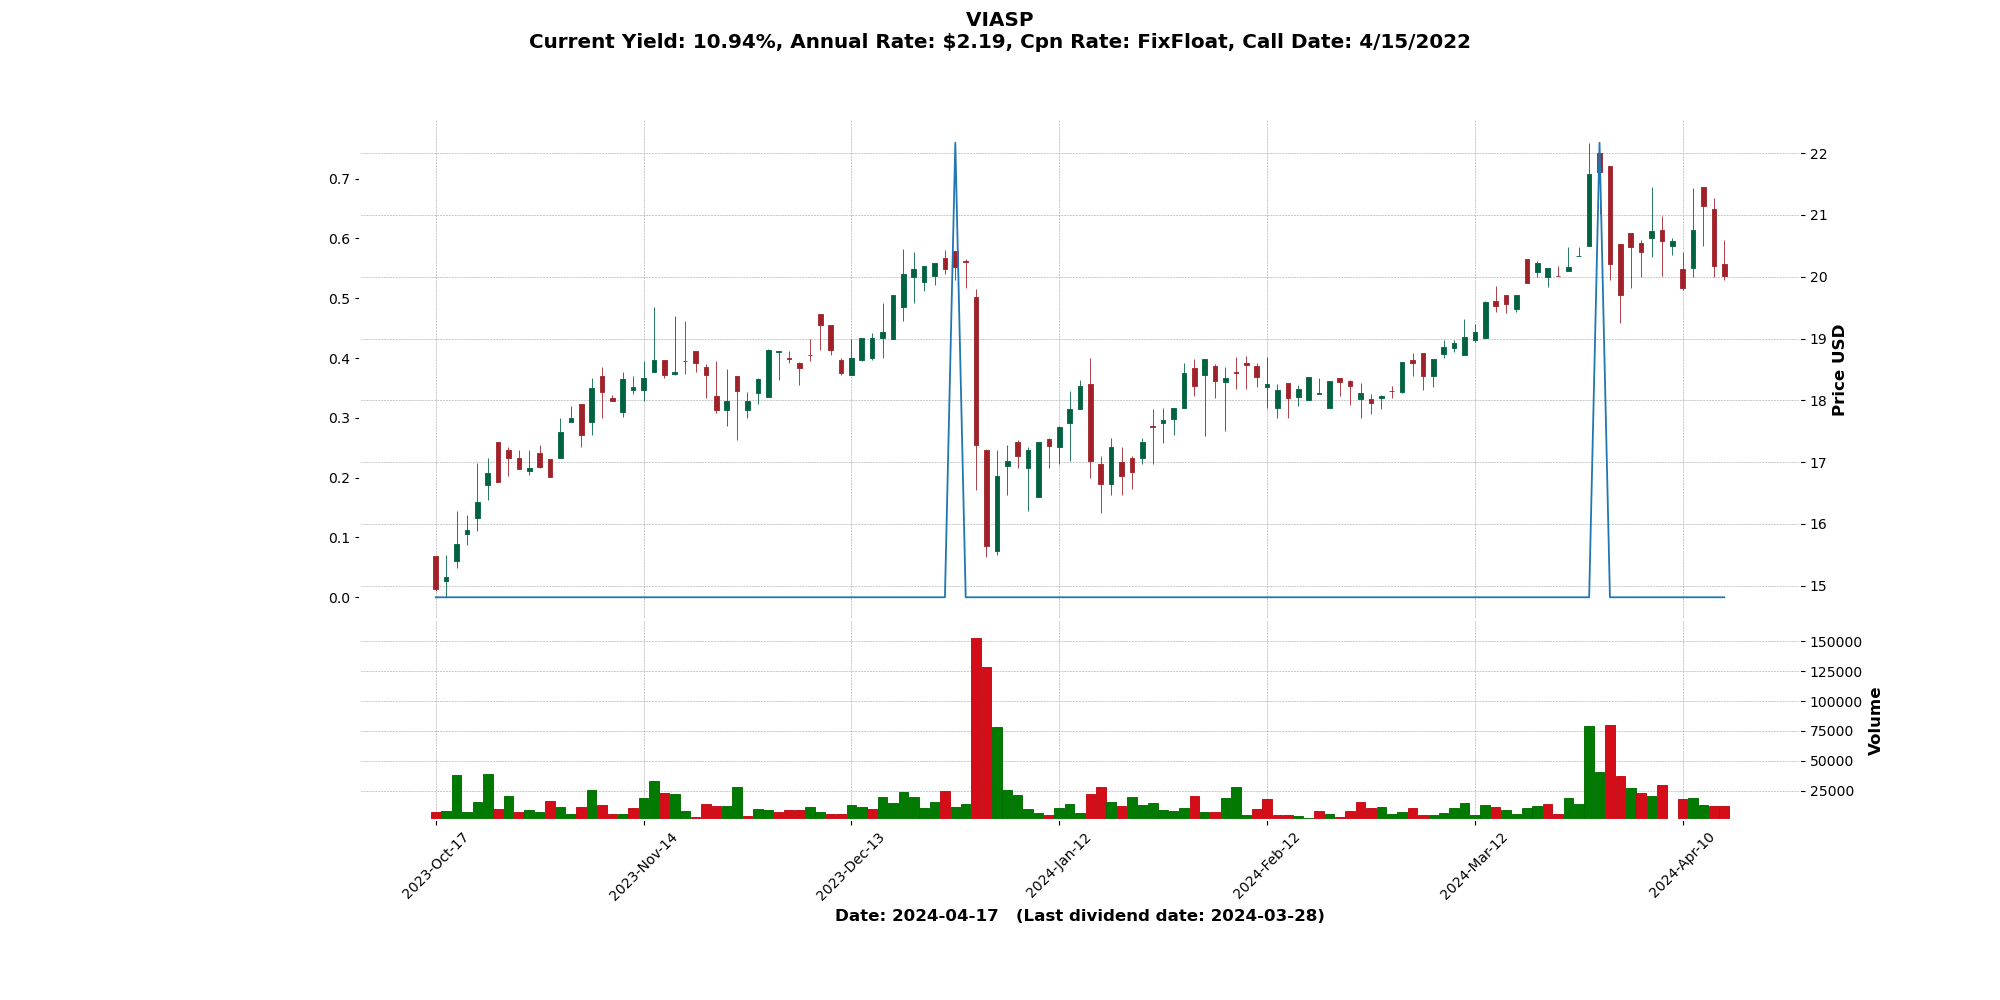 VIASP
Current Yield: 10.94%, Annual Rate: $2.19, Cpn Rate: FixFloat, Call Date: 4/15/2022
0.7
0.6
0.5
0.4
0.3
0.2
0.1
0.0
22
21
20
19
18
17
16
15
Price USD
150000
125000
100000
75000
50000
25000
Volume
2023-Oct-17
2023-Nov-14
2023-Dec-13
2024-Jan-12
2024-Feb-12
2024-Mar-12
2024-Apr-10
Date: 2024-04-17 (Last dividend date: 2024-03-28)